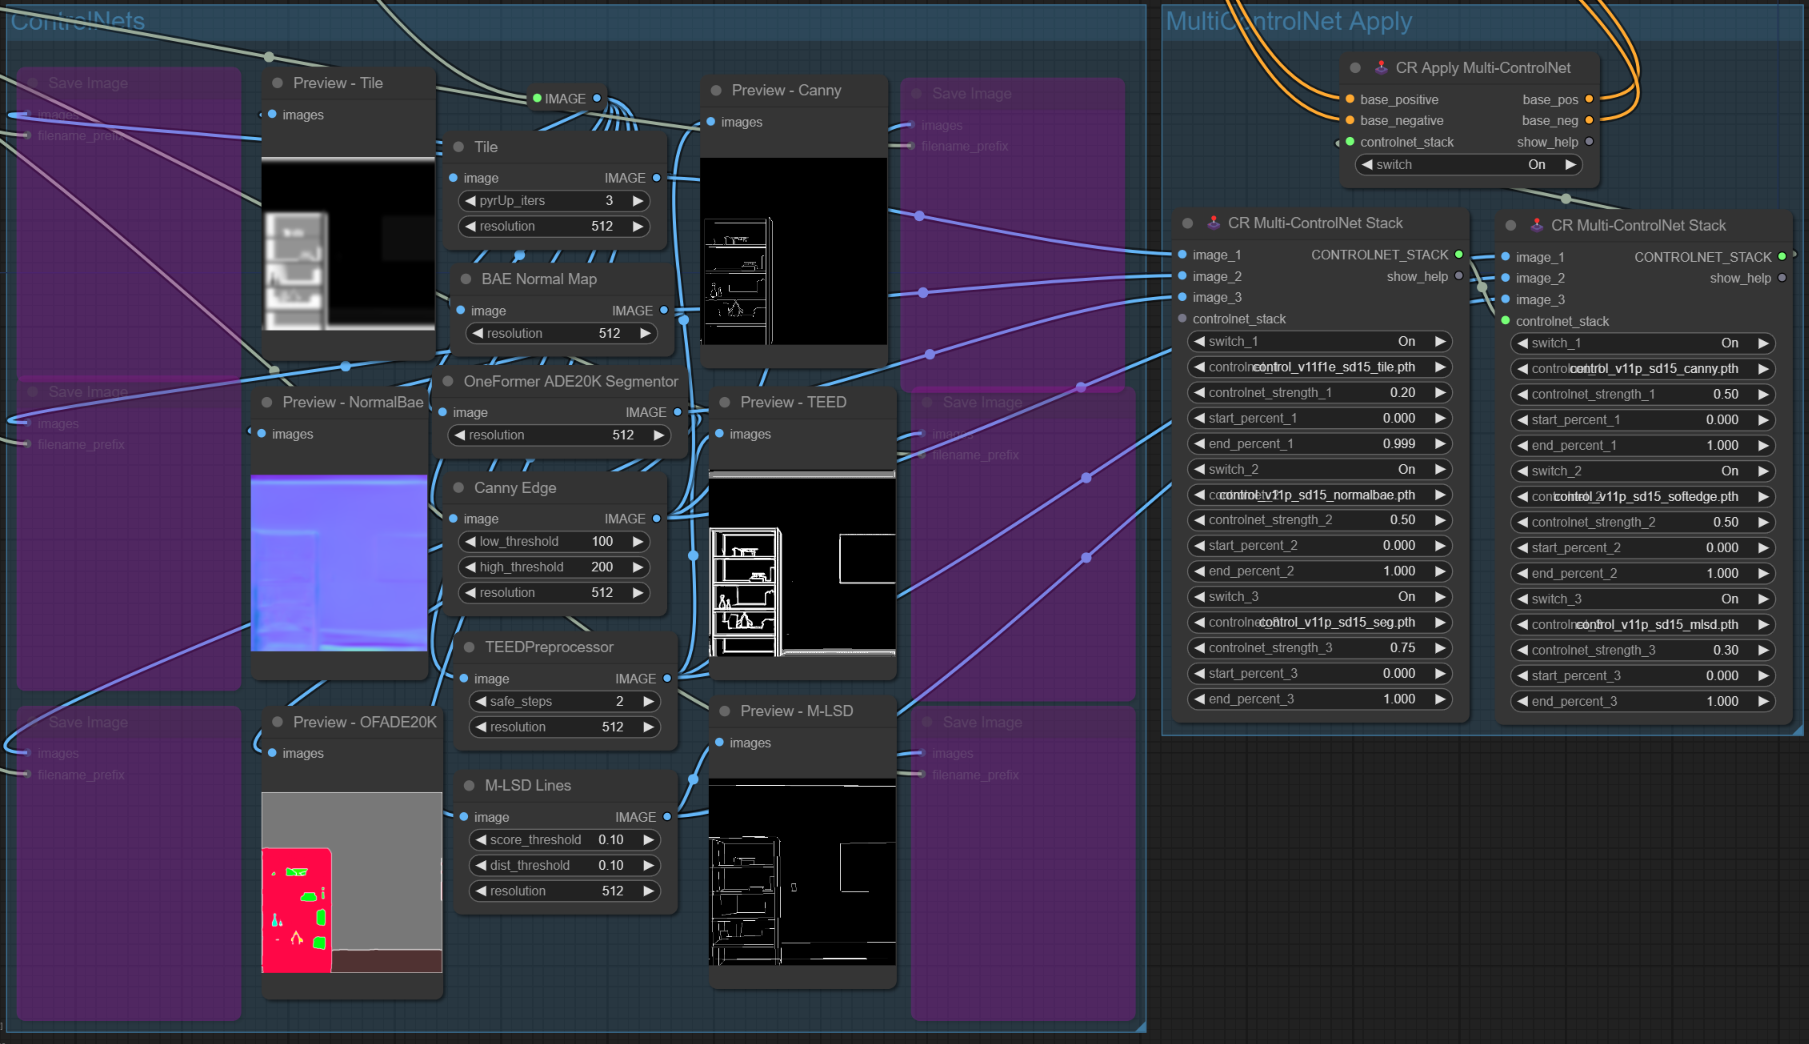 ControlNets
Save Image
images
filename_prefix
Preview - Tile
images
IMAGE
Tile
image IMAGE
pyrUp_iters 3
resolution 512
BAE Normal Map
image IMAGE
resolution 512
Preview - Canny
images
Save Image
images
filename_prefix
Save Image
images
filename_prefix
Preview - NormalBae
images
OneFormer ADE20K Segmentor
image IMAGE
resolution 512
Canny Edge
image IMAGE
low_threshold 100
high_threshold 200
resolution 512
Preview - TEED
images
Save Image
images
filename_prefix
TEEDPreprocessor
image IMAGE
safe_steps 2
resolution 512
Save Image
images
filename_prefix
Preview - OFADE20K
images
M-LSD Lines
image IMAGE
score_threshold 0.10
dist_threshold 0.10
resolution 512
Preview - M-LSD
images
Save Image
images
filename_prefix
MultiControlNet Apply
CR Apply Multi-ControlNet
base_positive base_pos
base_negative base_neg
controlnet_stack show_help
switch On
CR Multi-ControlNet Stack
image_1 CONTROLNET_STACK
image_2 show_help
image_3
controlnet_stack
switch_1 On
control_v11f1e_sd15_tile.pth
controlnet_strength_1 0.20
start_percent_1 0.000
end_percent_1 0.999
switch_2 On
control_v11p_sd15_normalbae.pth
controlnet_strength_2 0.50
start_percent_2 0.000
end_percent_2 1.000
switch_3 On
control_v11p_sd15_seg.pth
controlnet_strength_3 0.75
start_percent_3 0.000
end_percent_3 1.000
CR Multi-ControlNet Stack
image_1 CONTROLNET_STACK
image_2 show_help
image_3
controlnet_stack
switch_1 On
control_v11p_sd15_canny.pth
controlnet_strength_1 0.50
start_percent_1 0.000
end_percent_1 1.000
switch_2 On
control_v11p_sd15_softedge.pth
controlnet_strength_2 0.50
start_percent_2 0.000
end_percent_2 1.000
switch_3 On
control_v11p_sd15_mlsd.pth
controlnet_strength_3 0.30
start_percent_3 0.000
end_percent_3 1.000